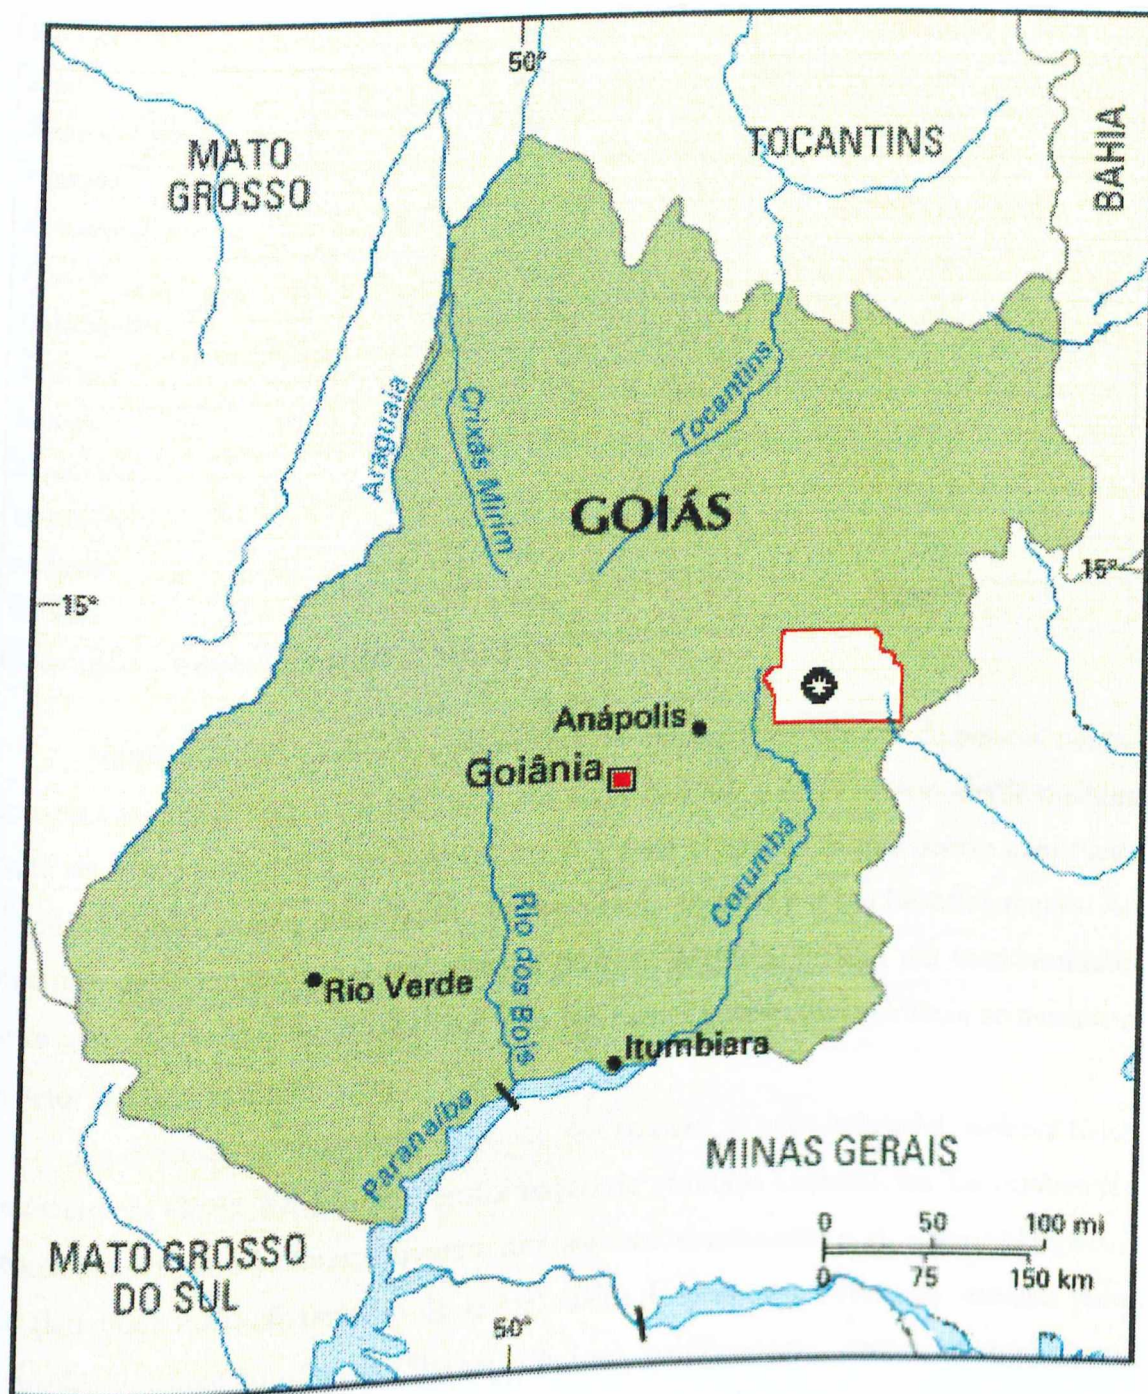 50°
MATO
GROSSO
TOCANTINS
BAHIA
Araguaia
Crixás Mirim
Tocantins
GOIÁS
15°
15°
Anápolis
Goiânia
Corumbá
Rio dos Bois
Rio Verde
Itumbiara
Paranaíba
MINAS GERAIS
MATO GROSSO
DO SUL
0 50 100 mi
0 75 150 km
50°